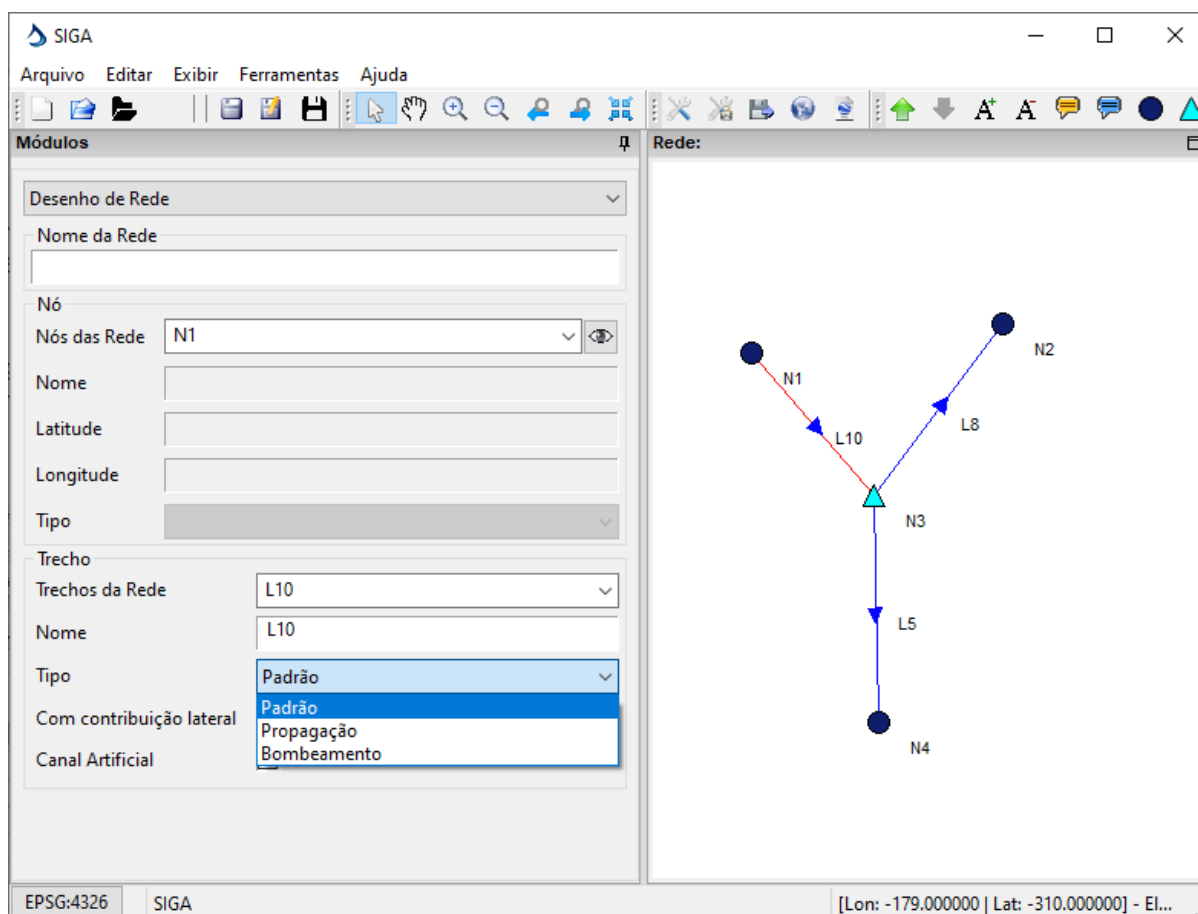 SIGA
Arquivo Editar Exibir Ferramentas Ajuda
A+ A-
Módulos
Rede:
Desenho de Rede
Nome da Rede
Nó
Nós das Rede N1
Nome
Latitude
Longitude
Tipo
Trecho
Trechos da Rede L10
Nome L10
Tipo Padrão
Padrão
Com contribuição lateral
Propagação
Bombeamento
Canal Artificial
N2
N1
L8
L10
N3
L5
N4
EPSG:4326 SIGA [Lon: -179.000000 | Lat: -310.000000] - El...